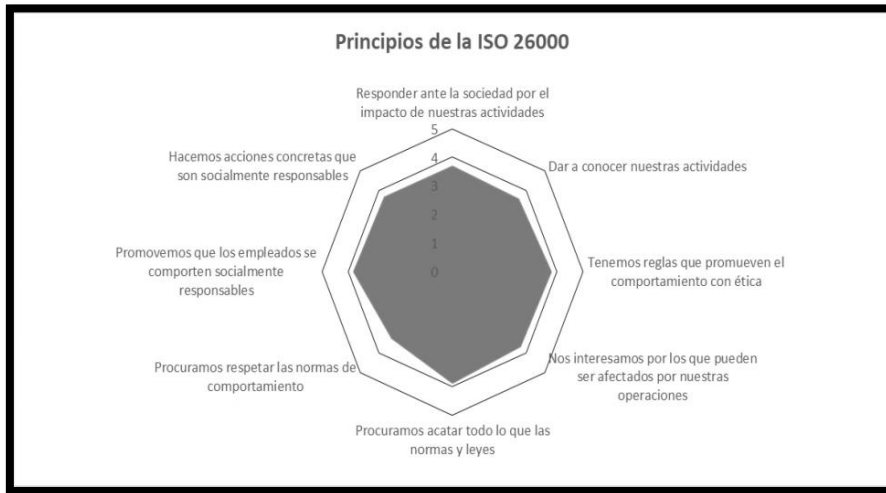 Principios de la ISO 26000
Responder ante la sociedad por el
impacto de nuestras actividades
5
4
3
2
1
0
Dar a conocer nuestras actividades
Tenemos reglas que promueven el
comportamiento con ética
Nos interesamos por los que pueden
ser afectados por nuestras
operaciones
Procuramos acatar todo lo que las
normas y leyes
Procuramos respetar las normas de
comportamiento
Promovemos que los empleados se
comporten socialmente
responsables
Hacemos acciones concretas que
son socialmente responsables